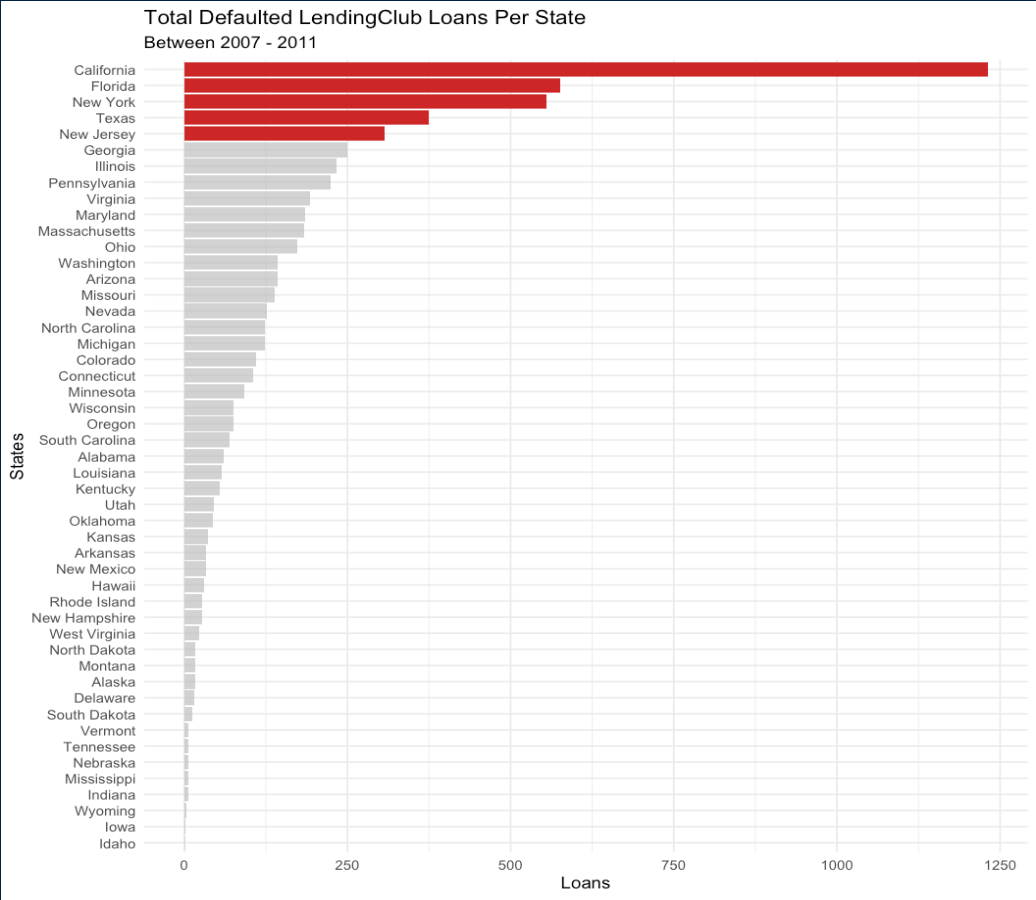 Total Defaulted LendingClub Loans Per State
Between 2007 - 2011
California
Florida
New York
Texas
New Jersey
Georgia
Illinois
Pennsylvania
Virginia
Maryland
Massachusetts
Ohio
Washington
Arizona
Missouri
Nevada
North Carolina
Michigan
Colorado
Connecticut
Minnesota
Wisconsin
Oregon
South Carolina
Alabama
Louisiana
Kentucky
Utah
Oklahoma
Kansas
Arkansas
New Mexico
Hawaii
Rhode Island
New Hampshire
West Virginia
North Dakota
Montana
Alaska
Delaware
South Dakota
Vermont
Tennessee
Nebraska
Mississippi
Indiana
Wyoming
Iowa
Idaho
States
0 250 500 750 1000 1250
Loans